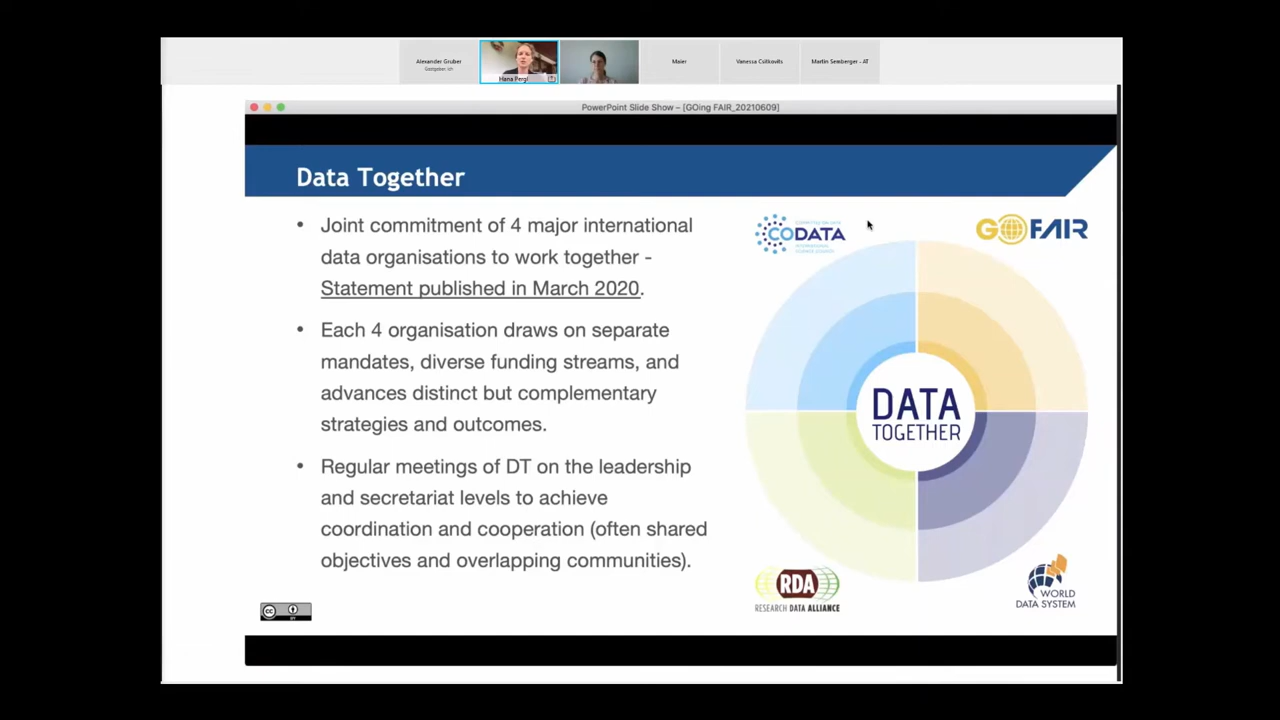 Alexander Gruber
Hana Pergl
Maier
Vanessa Csitkovits
Martin Semberger - AT
PowerPoint Slide Show – [GOing FAIR_20210609]
Data Together
• Joint commitment of 4 major international
data organisations to work together -
Statement published in March 2020.
• Each 4 organisation draws on separate
mandates, diverse funding streams, and
advances distinct but complementary
strategies and outcomes.
• Regular meetings of DT on the leadership
and secretariat levels to achieve
coordination and cooperation (often shared
objectives and overlapping communities).
CODATA
GO FAIR
DATA
TOGETHER
RDA
RESEARCH DATA ALLIANCE
WORLD
DATA SYSTEM
cc
BY